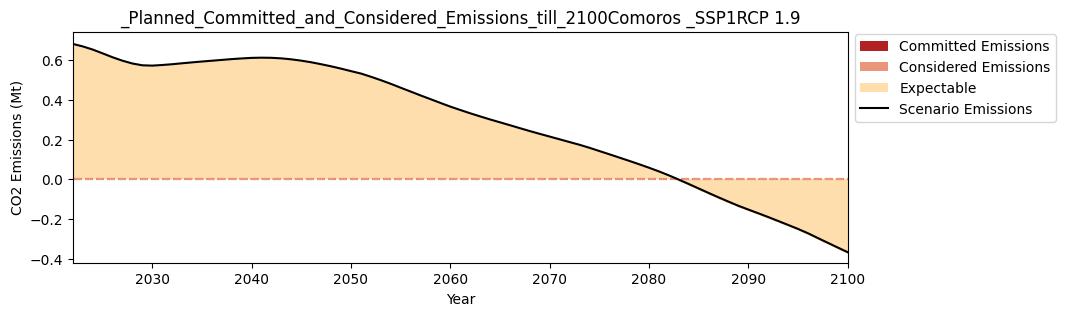 _Planned_Committed_and_Considered_Emissions_till_2100Comoros _SSP1RCP 1.9
CO2 Emissions (Mt)
0.6
0.4
0.2
0.0
−0.2
−0.4
2030 2040 2050 2060 2070 2080 2090 2100
Year
Committed Emissions
Considered Emissions
Expectable
Scenario Emissions